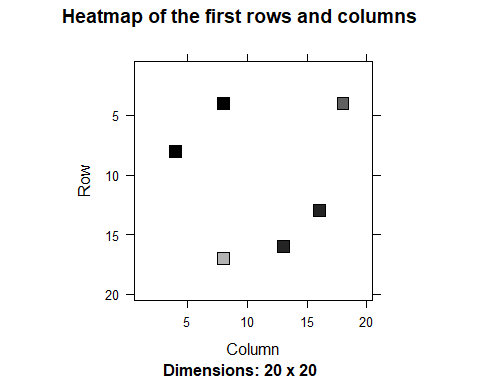 Heatmap of the first rows and columns
Row
5
10
15
20
5 10 15 20
Column
Dimensions: 20 x 20